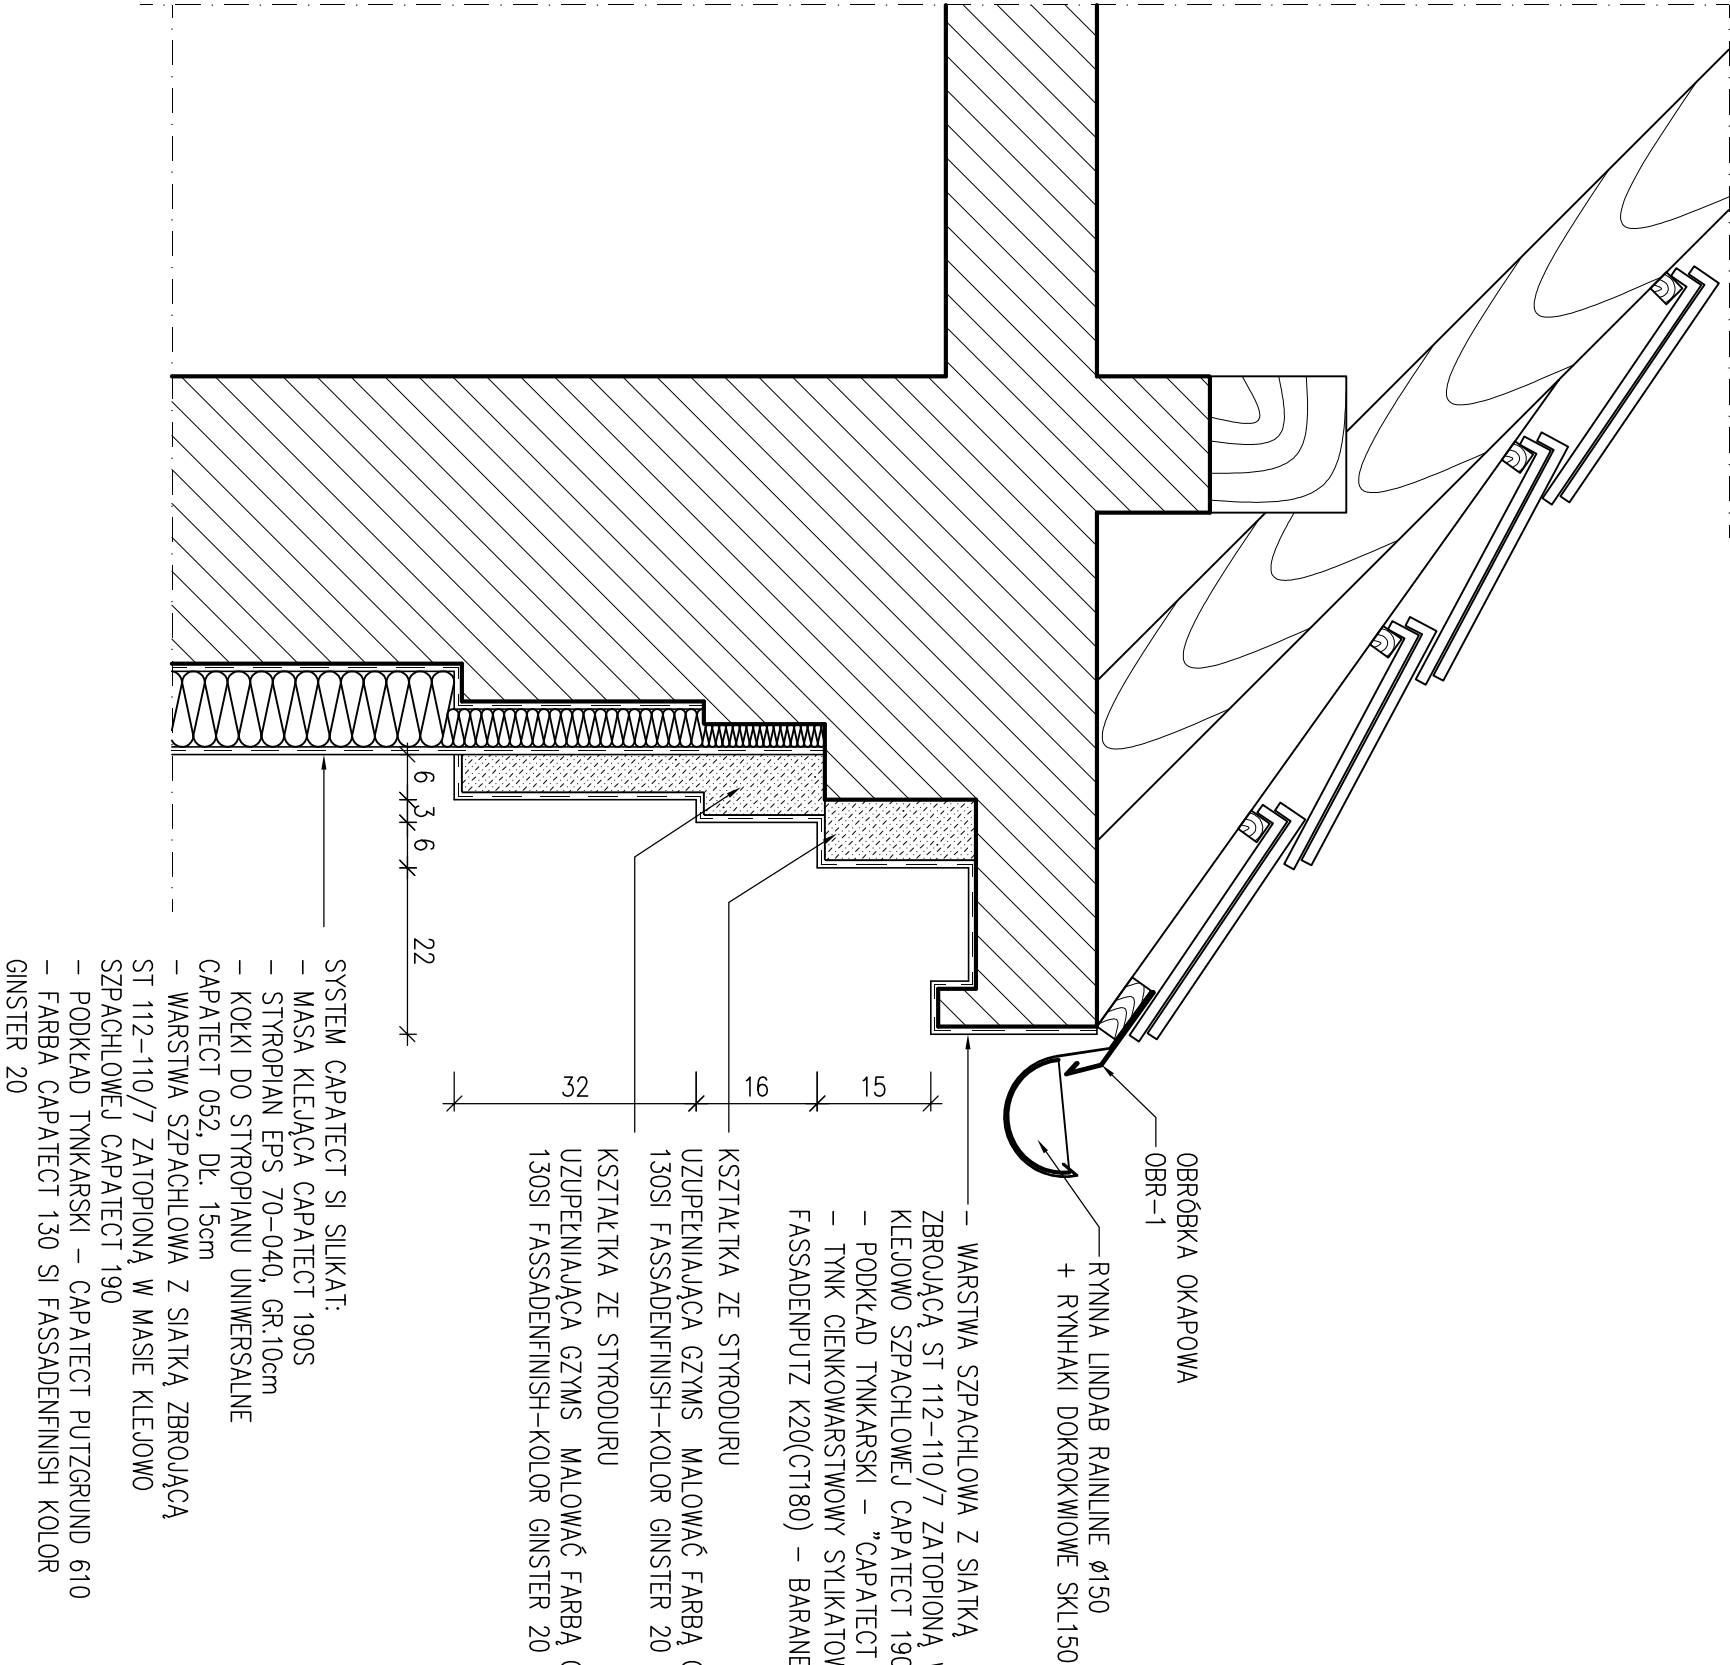 OBRÓBKA OKAPOWA
OBR-1
RYNNA LINDAB RAINLINE ø150
+ RYNHAKI DOKROKWIOWE SKL150
- WARSTWA SZPACHLOWA Z SIATKĄ
ZBROJĄCĄ ST 112-110/7 ZATOPIONĄ
KLEJOWO SZPACHLOWEJ CAPATECT 190
- PODKŁAD TYNKARSKI - "CAPATECT
- TYNK CIENKOWARSTWOWY SYLIKATOW
FASSADENPUTZ K20(CT180) - BARANE
KSZTAŁTKA ZE STYRODURU
UZUPEŁNIAJĄCA GZYMS MALOWAĆ FARBĄ
130SI FASSADENFINISH-KOLOR GINSTER 20
KSZTAŁTKA ZE STYRODURU
UZUPEŁNIAJĄCA GZYMS MALOWAĆ FARBĄ
130SI FASSADENFINISH-KOLOR GINSTER 20
15
16
32
6
3
6
22
SYSTEM CAPATECT SI SILIKAT:
- MASA KLEJĄCA CAPATECT 190S
- STYROPIAN EPS 70-040, GR.10cm
- KOŁKI DO STYROPIANU UNIWERSALNE
CAPATECT 052, DŁ. 15cm
- WARSTWA SZPACHLOWA Z SIATKĄ ZBROJĄCĄ
ST 112-110/7 ZATOPIONĄ W MASIE KLEJOWO
SZPACHLOWEJ CAPATECT 190
- PODKŁAD TYNKARSKI - CAPATECT PUTZGRUND 610
- FARBA CAPATECT 130 SI FASSADENFINISH KOLOR
GINSTER 20